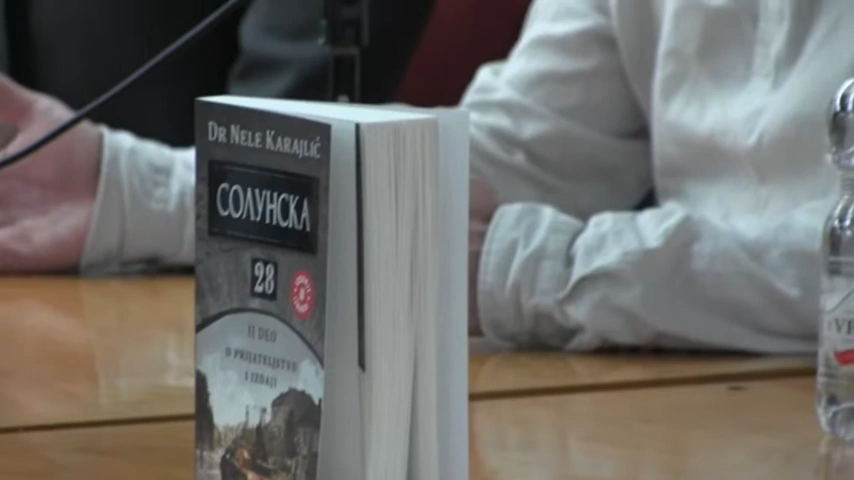 Dr Nele Karajlić
СОЛУНСКА
28
II DEO
O PRIJATELJSTVU
I IZDAJI